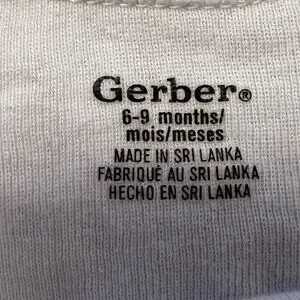 Gerber®
6-9 months/
mois/meses
MADE IN SRI LANKA
FABRIQUÉ AU SRI LANKA
HECHO EN SRI LANKA